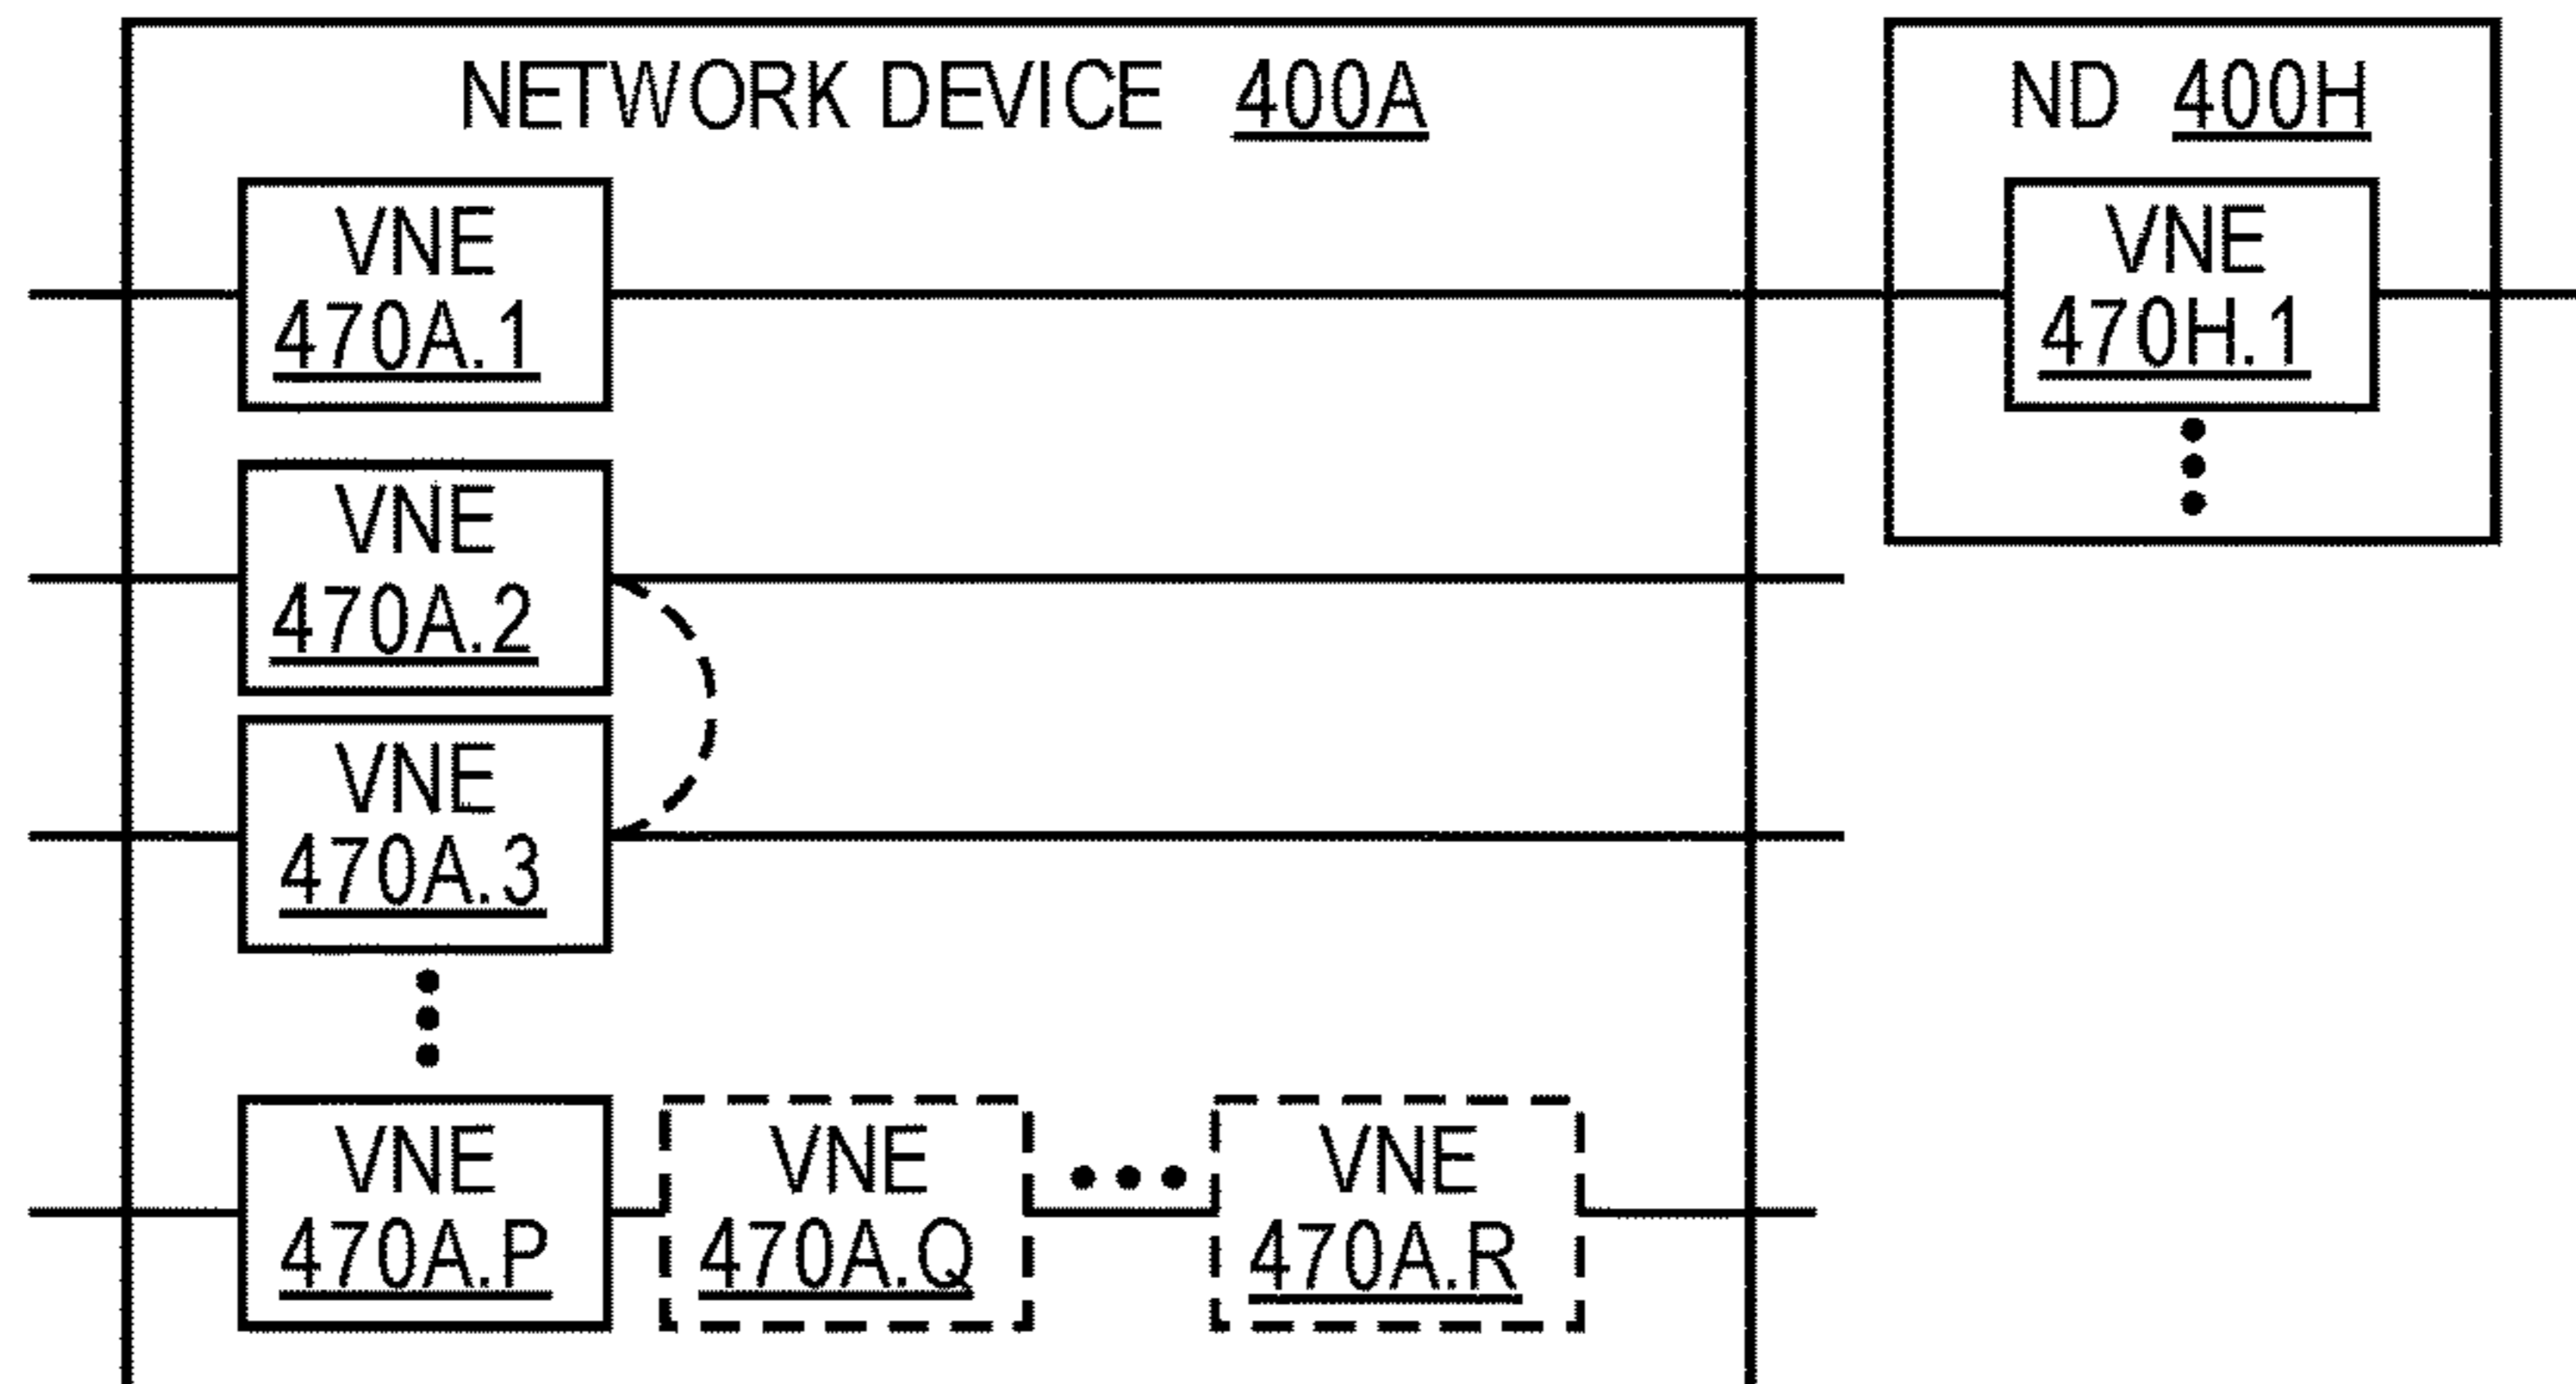 NETWORK DEVICE 400A
ND 400H
VNE
470A.1
VNE
470H.1
VNE
470A.2
VNE
470A.3
VNE
470A.P
VNE
470A.Q
VNE
470A.R